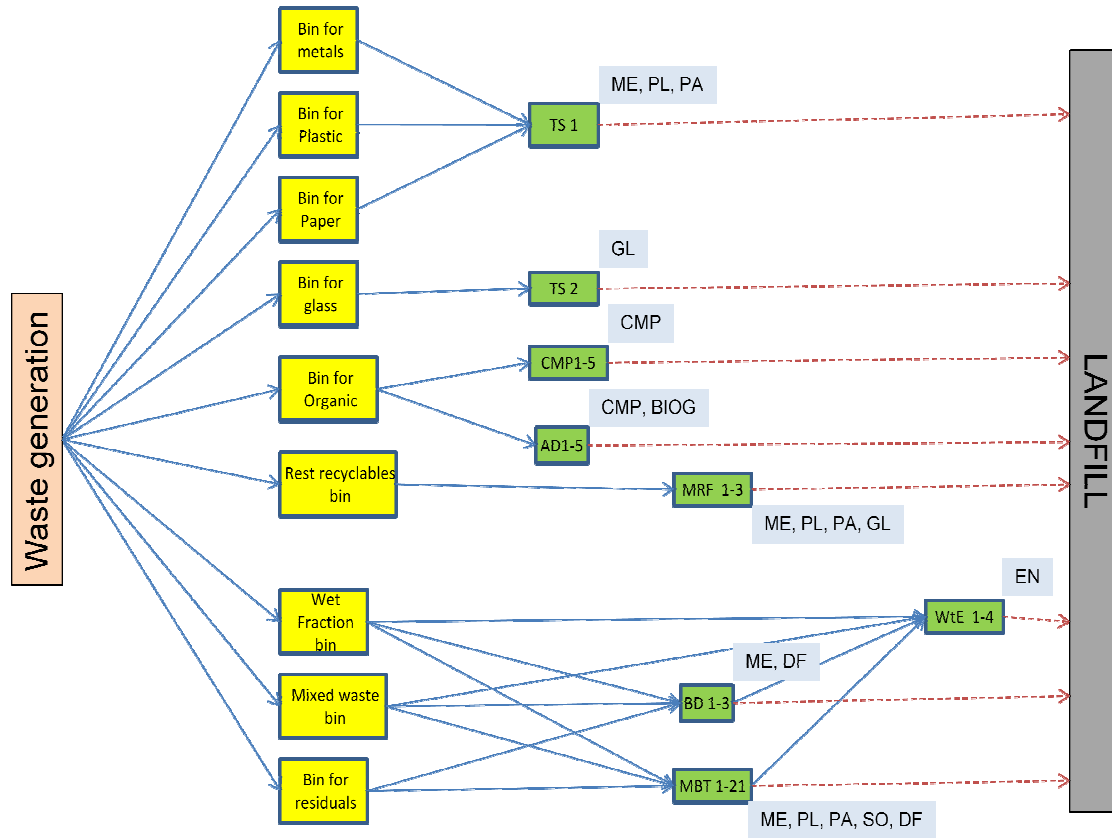 Bin for
metals
ME, PL, PA
Bin for
Plastic
TS 1
Bin for
Paper
GL
Bin for
glass
TS 2
CMP
Waste generation
LANDFILL
Bin for
Organic
CMP1-5
CMP, BIOG
AD1-5
Rest recyclables
bin
MRF 1-3
ME, PL, PA, GL
EN
Wet
Fraction
bin
WtE 1-4
ME, DF
Mixed waste
bin
BD 1-3
Bin for
residuals
MBT 1-21
ME, PL, PA, SO, DF